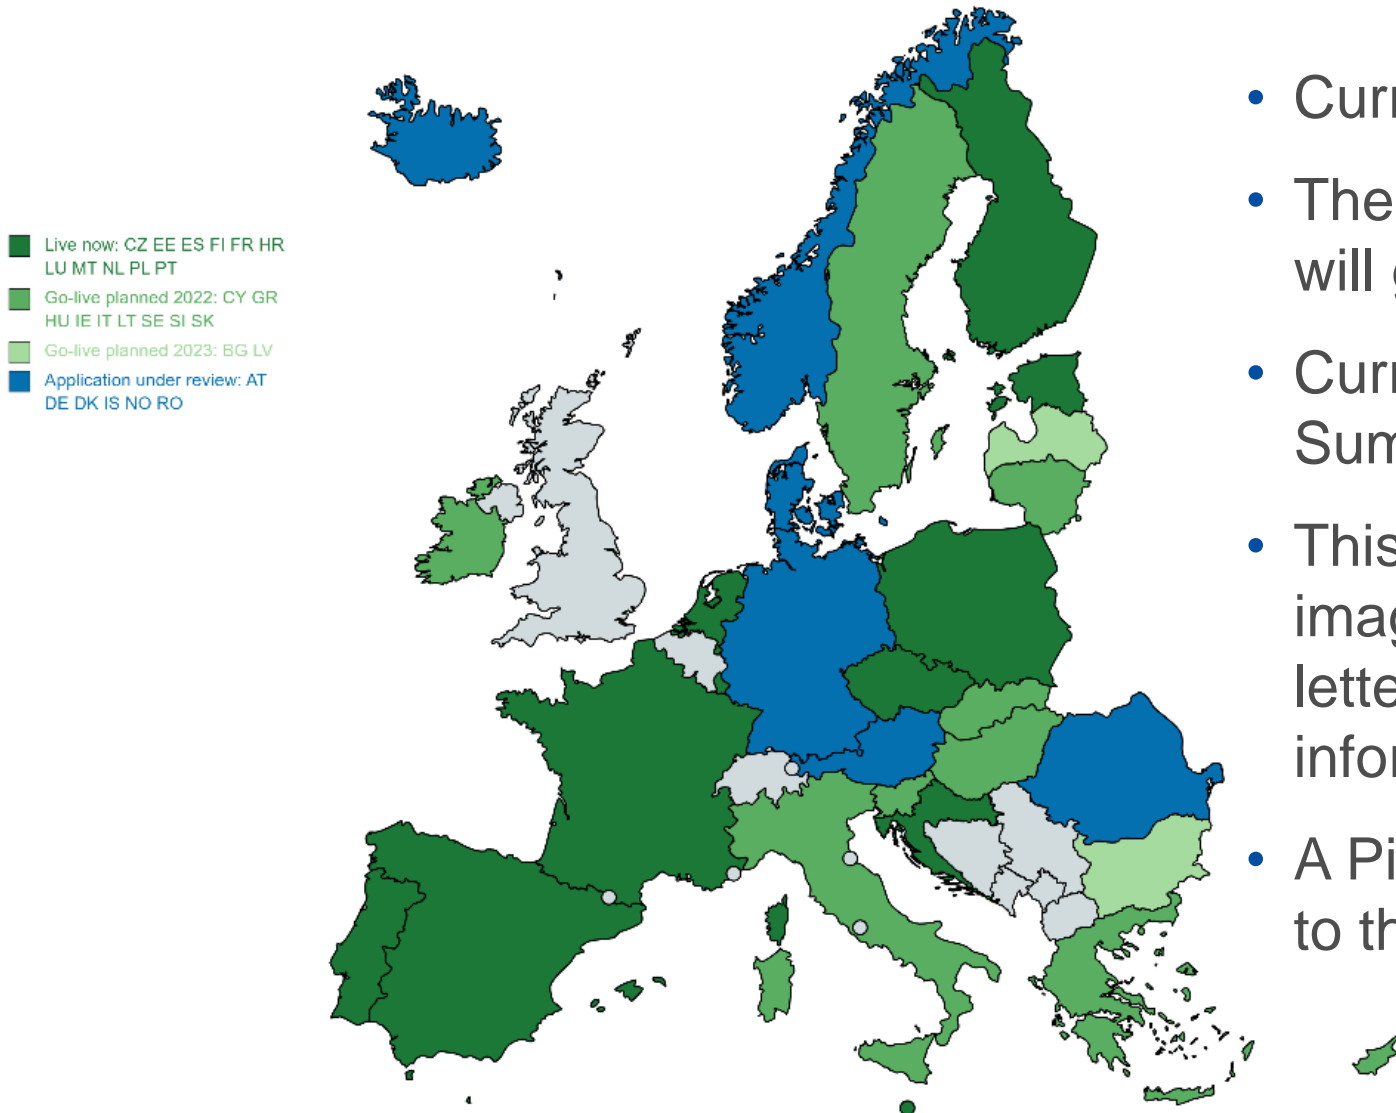 Live now: CZ EE ES FI FR HR
LU MT NL PL PT
Go-live planned 2022: CY GR
HU IE IT LT SE SI SK
Go-live planned 2023: BG LV
Application under review: AT
DE DK IS NO RO
• Curr
• The
will g
• Curr
Sum
• This
imag
lette
infor
• A Pi
to th